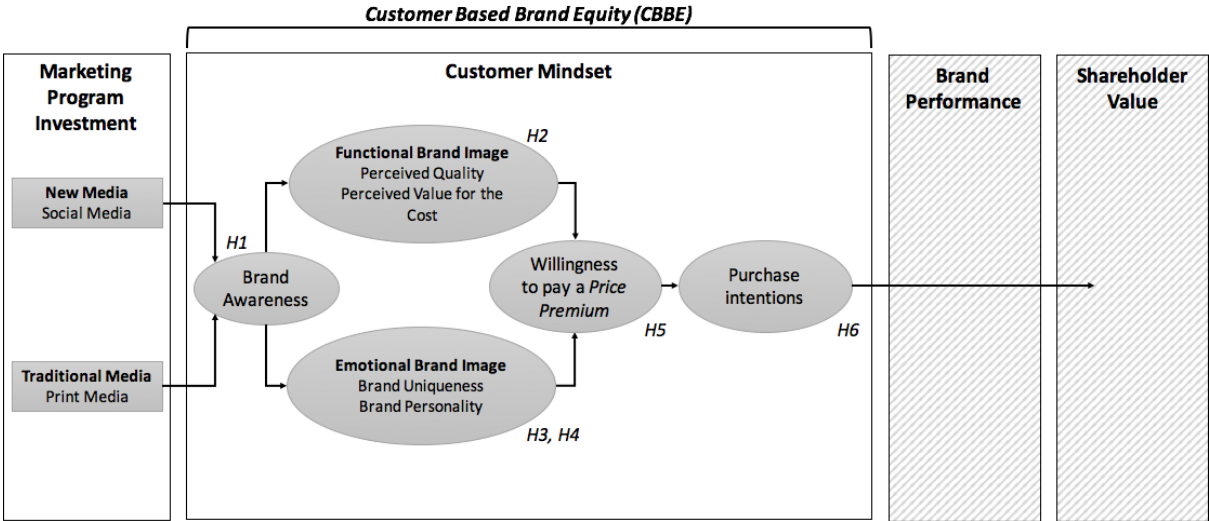 Customer Based Brand Equity (CBBE)
Marketing
Program
Investment
Customer Mindset
Brand
Performance
Shareholder
Value
New Media
Social Media
Traditional Media
Print Media
H1
Brand
Awareness
H2
Functional Brand Image
Perceived Quality
Perceived Value for the
Cost
Emotional Brand Image
Brand Uniqueness
Brand Personality
H3, H4
Willingness
to pay a Price
Premium
H5
Purchase
intentions
H6